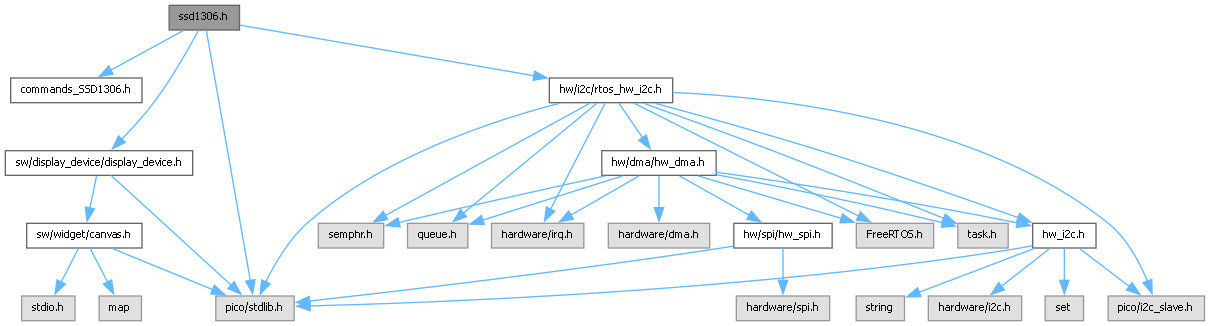 ssd1306.h
commands_SSD1306.h
hw/i2c/rtos_hw_i2c.h
sw/display_device/display_device.h
hw/dma/hw_dma.h
sw/widget/canvas.h
semphr.h
queue.h
hardware/irq.h
hardware/dma.h
hw/spi/hw_spi.h
FreeRTOS.h
task.h
hw_i2c.h
stdio.h
map
pico/stdlib.h
hardware/spi.h
string
hardware/i2c.h
set
pico/i2c_slave.h